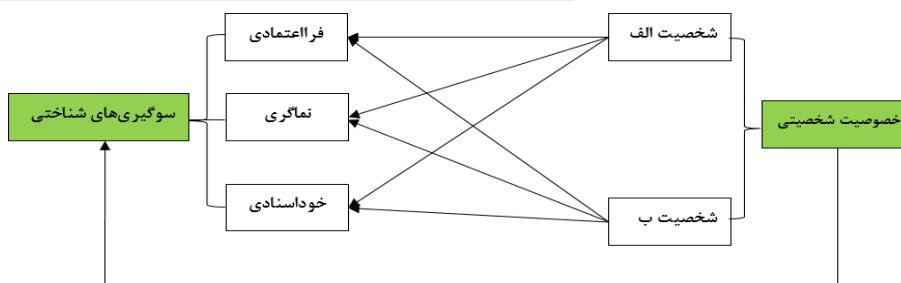 شخصیت الف
فرااعتمادی
خصوصیت شخصیتی
نماگری
سوگیری‌های شناختی
شخصیت ب
خوداسنادی